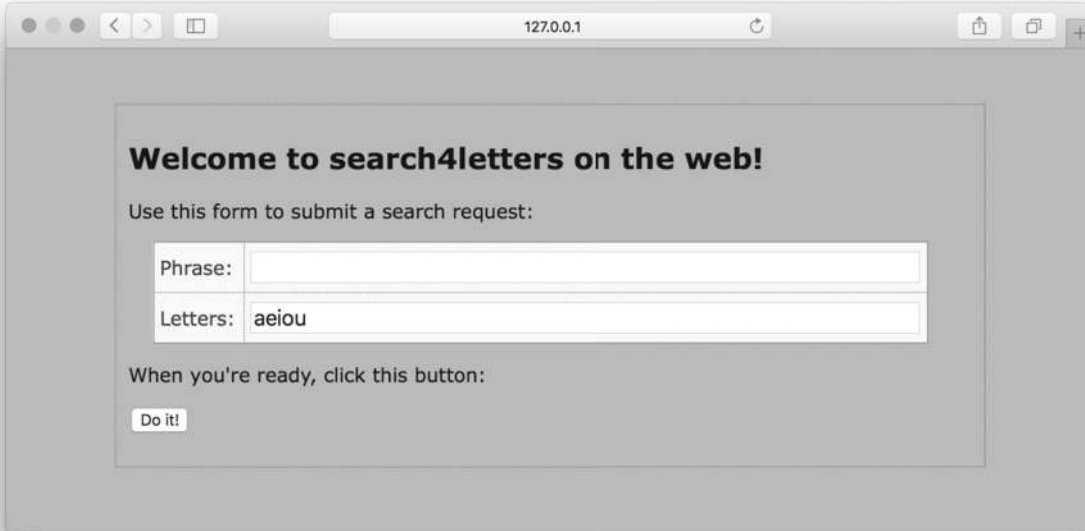 127.0.0.1
Welcome to search4letters on the web!
Use this form to submit a search request:
Phrase:
Letters: aeiou
When you're ready, click this button:
Do it!